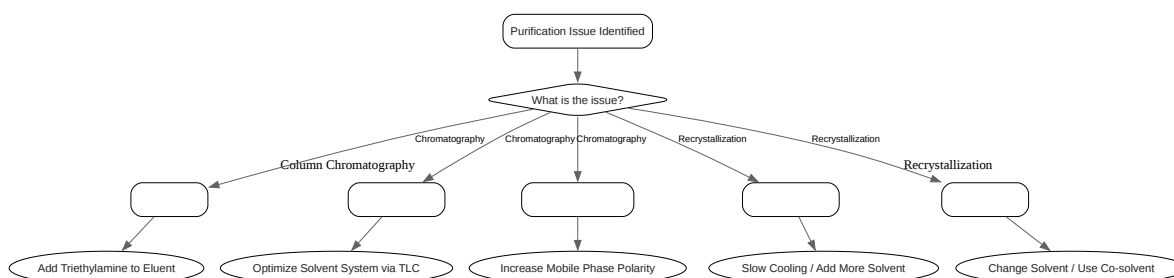 Purification Issue Identified
What is the issue?
Chromatography
Chromatography
Chromatography
Recrystallization
Recrystallization
Column Chromatography
Recrystallization
Add Triethylamine to Eluent
Optimize Solvent System via TLC
Increase Mobile Phase Polarity
Slow Cooling / Add More Solvent
Change Solvent / Use Co-solvent